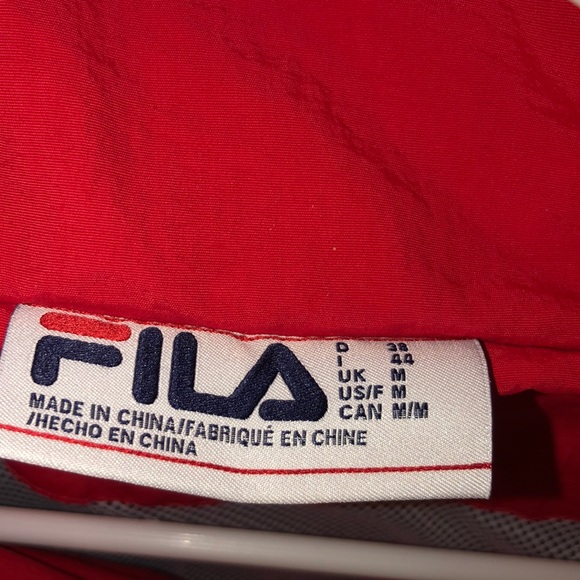 FILA
D 38
I 44
UK M
US/F M
CAN M/M
MADE IN CHINA/FABRIQUÉ EN CHINE
/HECHO EN CHINA